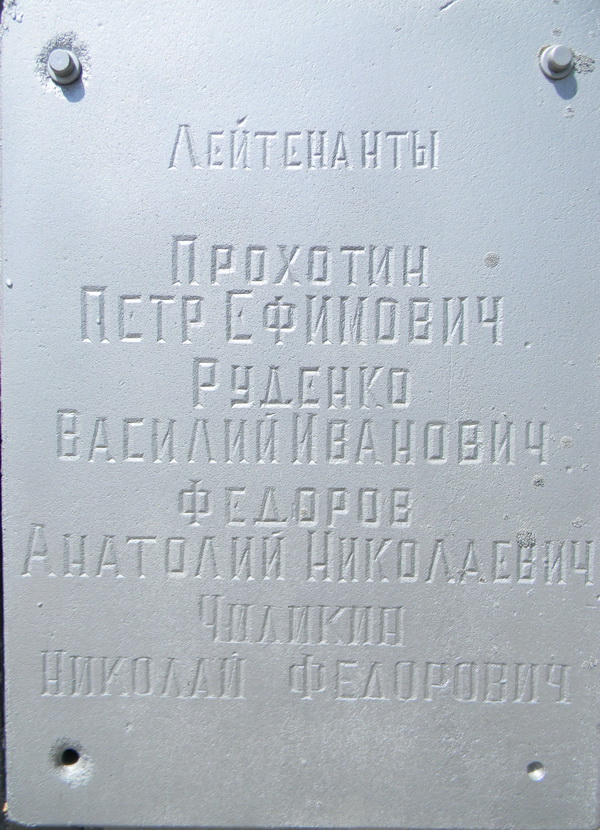 Лейтенанты
Прохотин
Петр Ефимович
Руденко
Василий Иванович
Федоров
Анатолий Николаевич
Чиликин
Николай Федорович